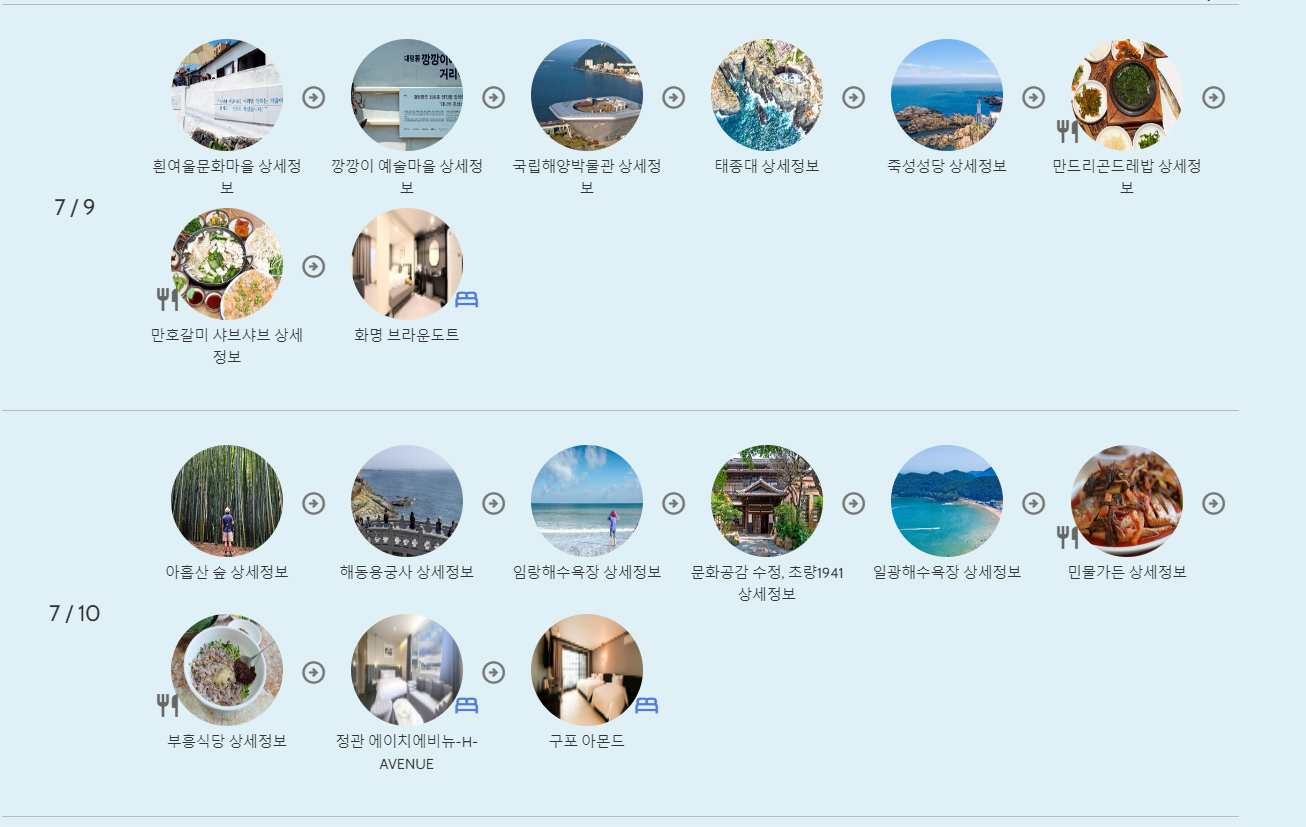 흰여울문화마을 상세정
보
깡깡이 예술마을 상세정
보
국립해양박물관 상세정
보
태종대 상세정보
죽성성당 상세정보
만드리곤드레밥 상세정
보
7 / 9
만호갈미 샤브샤브 상세
정보
화명 브라운도트
아홉산 숲 상세정보
해동용궁사 상세정보
임랑해수욕장 상세정보
문화공감 수정, 초량1941
상세정보
일광해수욕장 상세정보
민물가든 상세정보
7 / 10
부흥식당 상세정보
정관 에이치에비뉴-H-
AVENUE
구포 아몬드